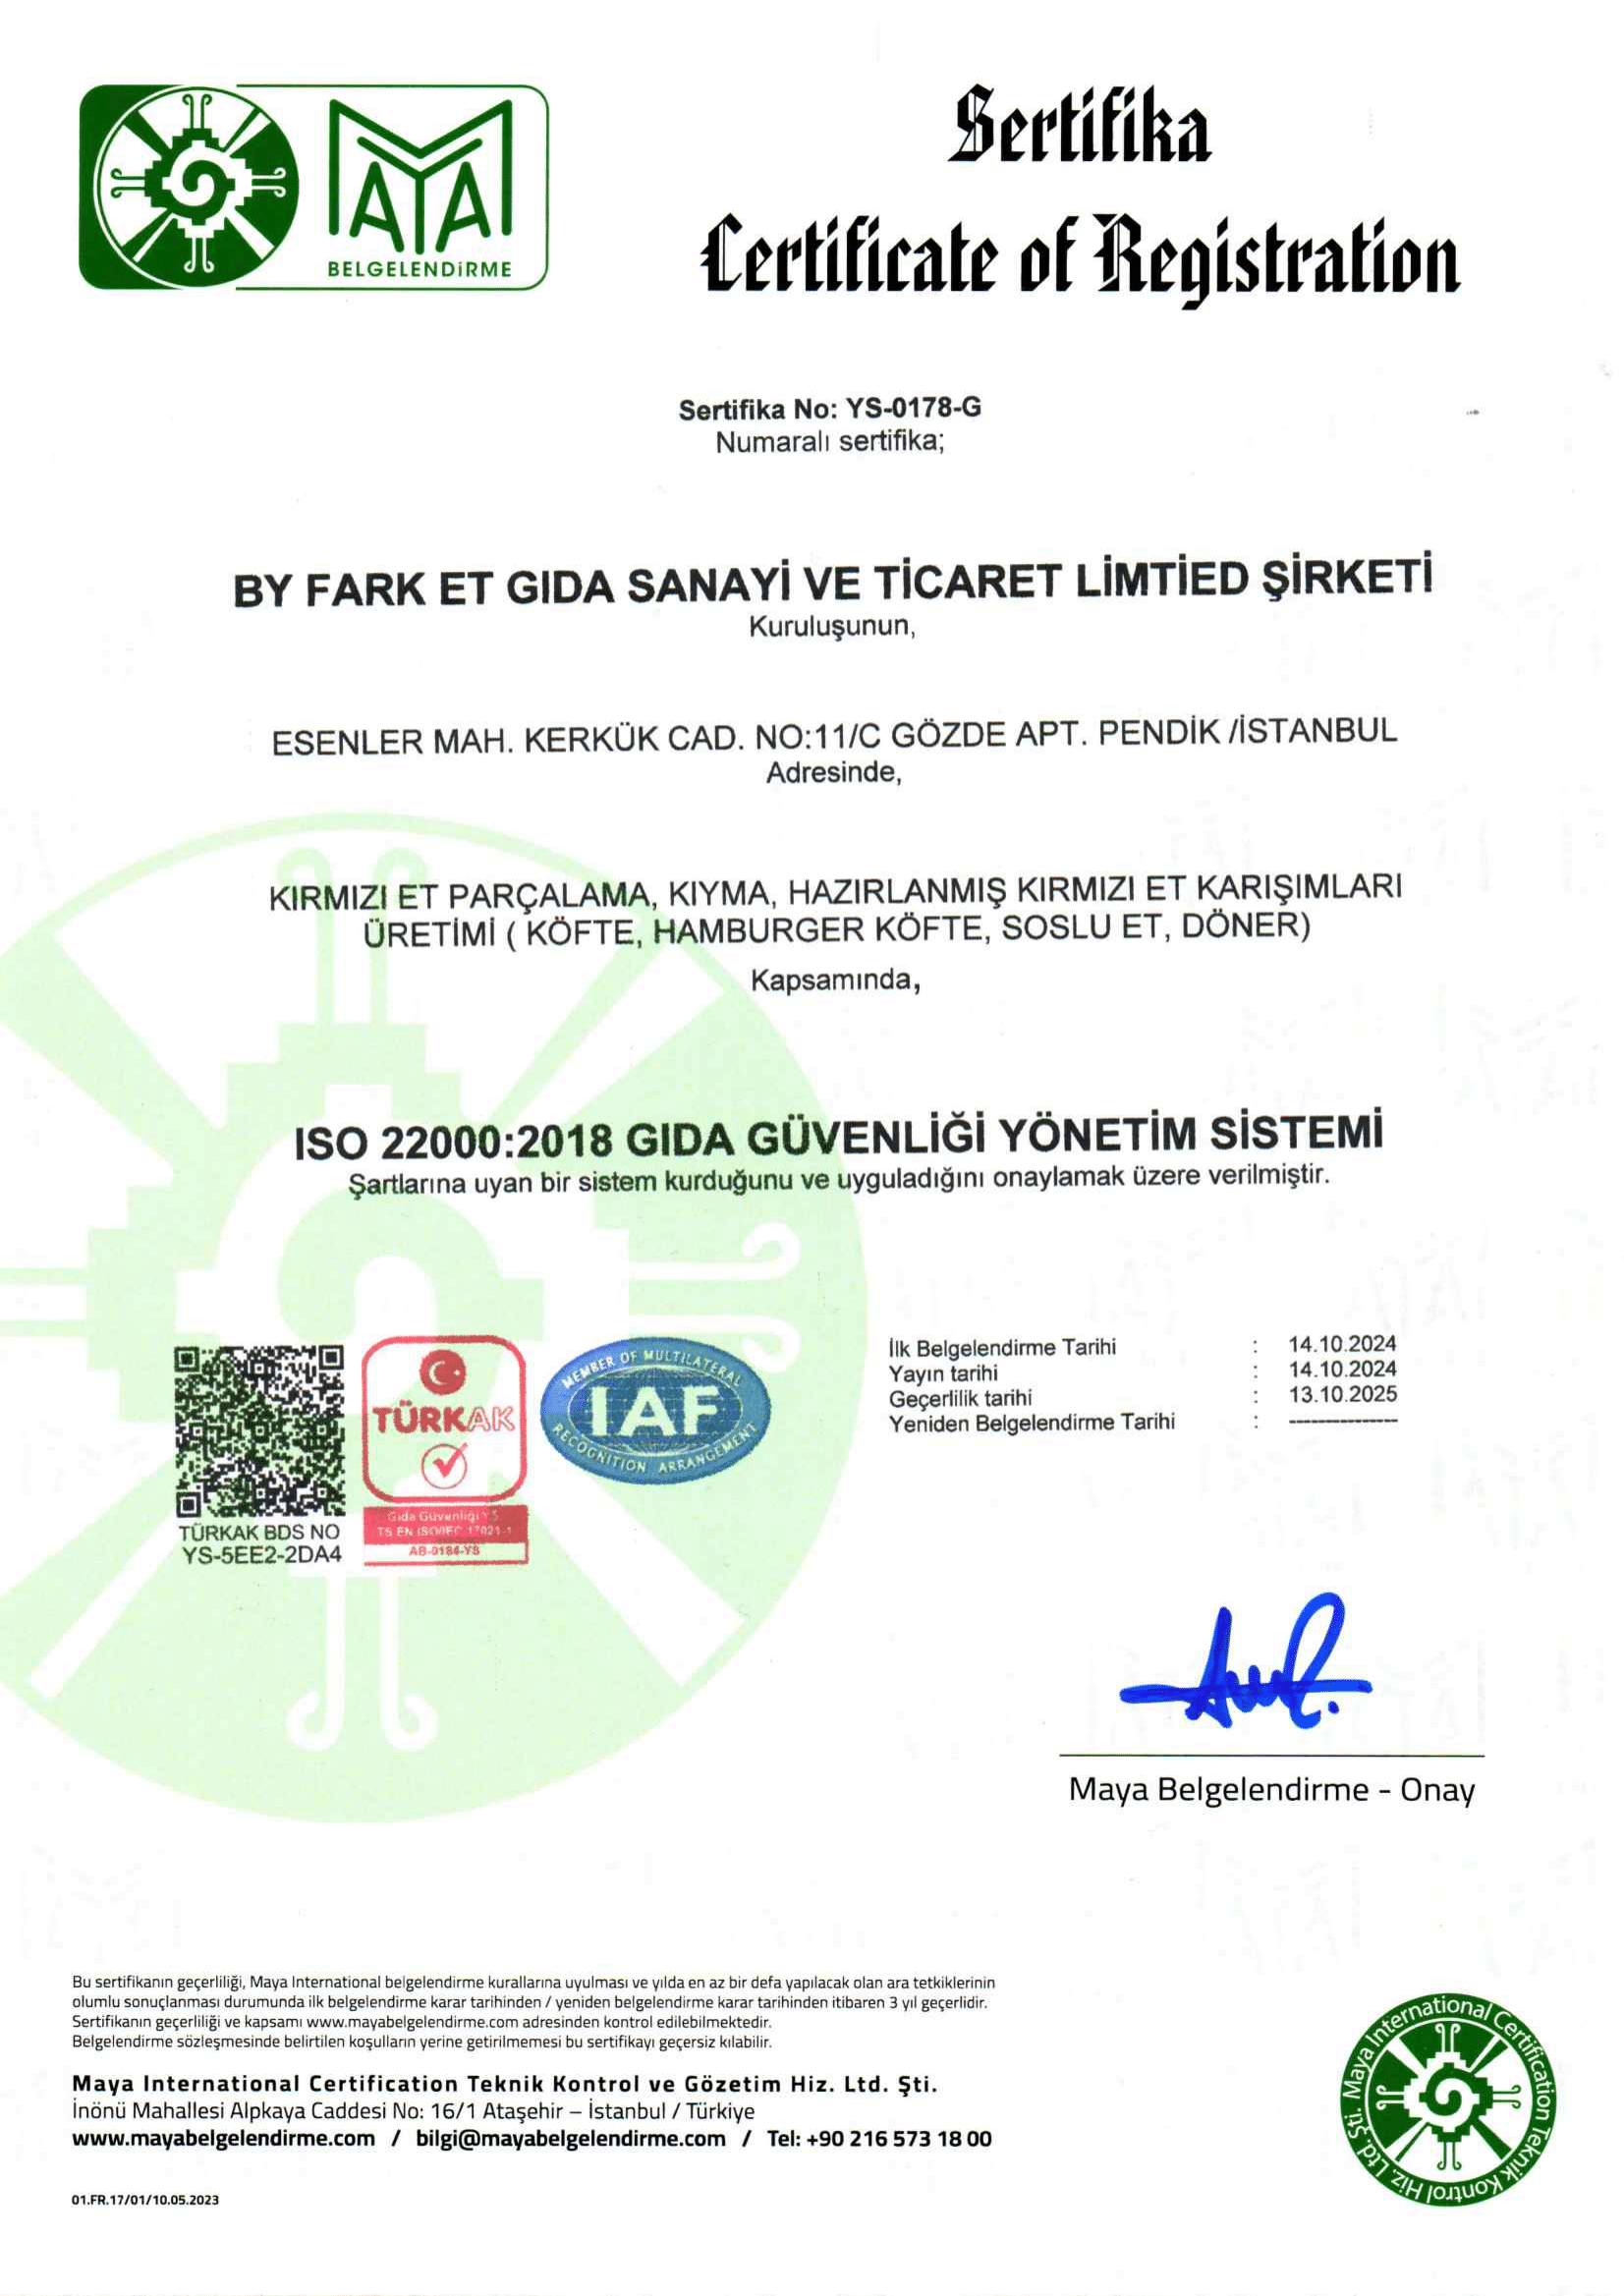 MAYA
BELGELENDİRME
Sertifika
Certificate of Registration
Sertifika No: YS-0178-G
Numaralı sertifika;
BY FARK ET GIDA SANAYİ VE TİCARET LİMTİED ŞİRKETİ
Kuruluşunun,
ESENLER MAH. KERKÜK CAD. NO:11/C GÖZDE APT. PENDİK /İSTANBUL
Adresinde,
KIRMIZI ET PARÇALAMA, KIYMA, HAZIRLANMIŞ KIRMIZI ET KARIŞIMLARI
ÜRETİMİ ( KÖFTE, HAMBURGER KÖFTE, SOSLU ET, DÖNER)
Kapsamında,
ISO 22000:2018 GIDA GÜVENLİĞİ YÖNETİM SİSTEMİ
Şartlarına uyan bir sistem kurduğunu ve uyguladığını onaylamak üzere verilmiştir.
TÜRKAK BDS NO
YS-5EE2-2DA4
TÜRKAK
Gıda Güvenliği Y.S.
TS EN ISO/IEC 17021-1
AB-0184-YS
MEMBER OF MULTILATERAL
IAF
RECOGNITION ARRANGEMENT
İlk Belgelendirme Tarihi : 14.10.2024
Yayın tarihi : 14.10.2024
Geçerlilik tarihi : 13.10.2025
Yeniden Belgelendirme Tarihi : ---------------
Maya Belgelendirme - Onay
Bu sertifikanın geçerliliği, Maya International belgelendirme kurallarına uyulması ve yılda en az bir defa yapılacak olan ara tetkiklerinin
olumlu sonuçlanması durumunda ilk belgelendirme karar tarihinden / yeniden belgelendirme karar tarihinden itibaren 3 yıl geçerlidir.
Sertifikanın geçerliliği ve kapsamı www.mayabelgelendirme.com adresinden kontrol edilebilmektedir.
Belgelendirme sözleşmesinde belirtilen koşulların yerine getirilmemesi bu sertifikayı geçersiz kılabilir.
Maya International Certification Teknik Kontrol ve Gözetim Hiz. Ltd. Şti.
İnönü Mahallesi Alpkaya Caddesi No: 16/1 Ataşehir – İstanbul / Türkiye
www.mayabelgelendirme.com / bilgi@mayabelgelendirme.com / Tel: +90 216 573 18 00
01.FR.17/01/10.05.2023
Maya International Certification Teknik Kontrol Hiz. Ltd. Şti.